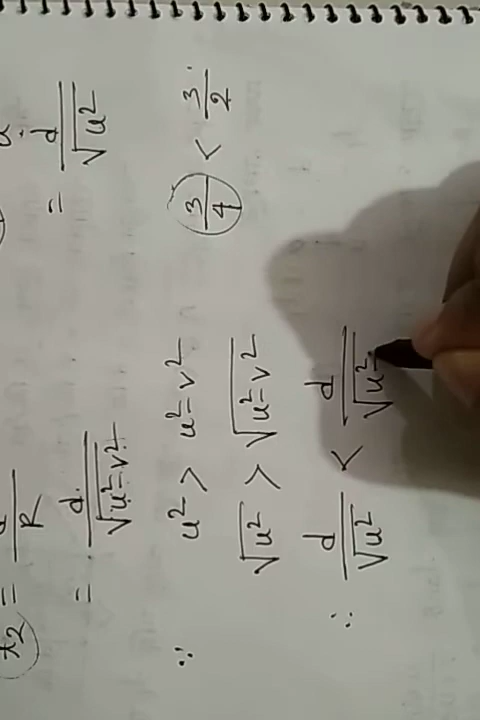 t₂ = d/R
= d/√(u²-v²)
u
= d/√u²
∵ u² > u²-v²
√u² > √(u²-v²)
3/4 < 3/2
∴ d/√u² < d/√(u²-